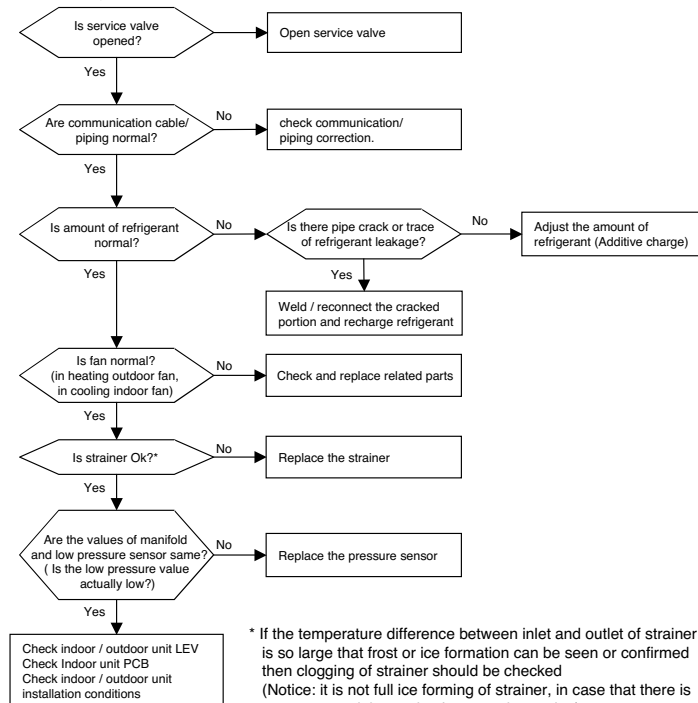 Is service valve
opened?
Open service valve
Yes
Are communication cable/
piping normal?
No
check communication/
piping correction.
Yes
Is amount of refrigerant
normal?
No
Is there pipe crack or trace
of refrigerant leakage?
No
Adjust the amount of
refrigerant (Additive charge)
Yes
Yes
Weld / reconnect the cracked
portion and recharge refrigerant
Is fan normal?
(in heating outdoor fan,
in cooling indoor fan)
No
Check and replace related parts
Yes
Is strainer Ok?*
No
Replace the strainer
Yes
Are the values of manifold
and low pressure sensor same?
( Is the low pressure value
actually low?)
No
Replace the pressure sensor
Yes
Check indoor / outdoor unit LEV
Check Indoor unit PCB
Check indoor / outdoor unit
installation conditions
* If the temperature difference between inlet and outlet of strainer
is so large that frost or ice formation can be seen or confirmed
then clogging of strainer should be checked
(Notice: it is not full ice forming of strainer, in case that there is